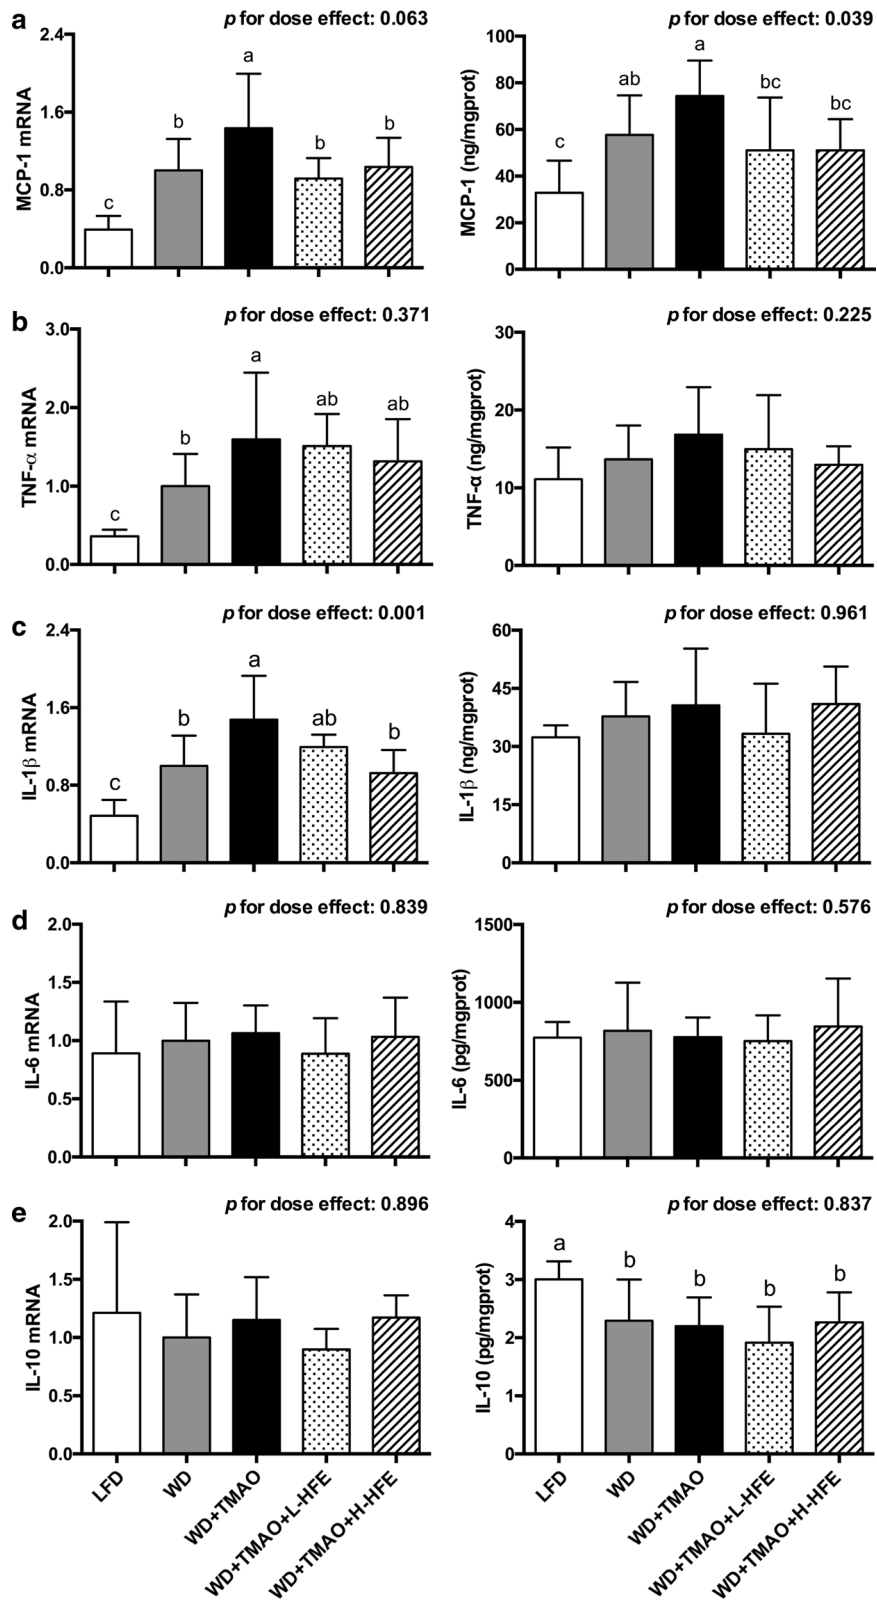 a
p for dose effect: 0.063
MCP-1 mRNA
2.4
1.6
0.8
0.0
c
b
a
b
b
p for dose effect: 0.039
MCP-1 (ng/mgprot)
100
80
60
40
20
0
c
ab
a
bc
bc
b
p for dose effect: 0.371
TNF-α mRNA
3.0
2.0
1.0
0.0
c
b
a
ab
ab
p for dose effect: 0.225
TNF-α (ng/mgprot)
30
20
10
0
c
p for dose effect: 0.001
IL-1β mRNA
2.4
1.6
0.8
0.0
c
b
a
ab
b
p for dose effect: 0.961
IL-1β (ng/mgprot)
60
45
30
15
0
d
p for dose effect: 0.839
IL-6 mRNA
2.0
1.5
1.0
0.5
0.0
p for dose effect: 0.576
IL-6 (pg/mgprot)
1500
1000
500
0
e
p for dose effect: 0.896
IL-10 mRNA
2.0
1.5
1.0
0.5
0.0
LFD
WD
WD+TMAO
WD+TMAO+L-HFE
WD+TMAO+H-HFE
p for dose effect: 0.837
IL-10 (pg/mgprot)
4
3
2
1
0
a
b
b
b
b
LFD
WD
WD+TMAO
WD+TMAO+L-HFE
WD+TMAO+H-HFE